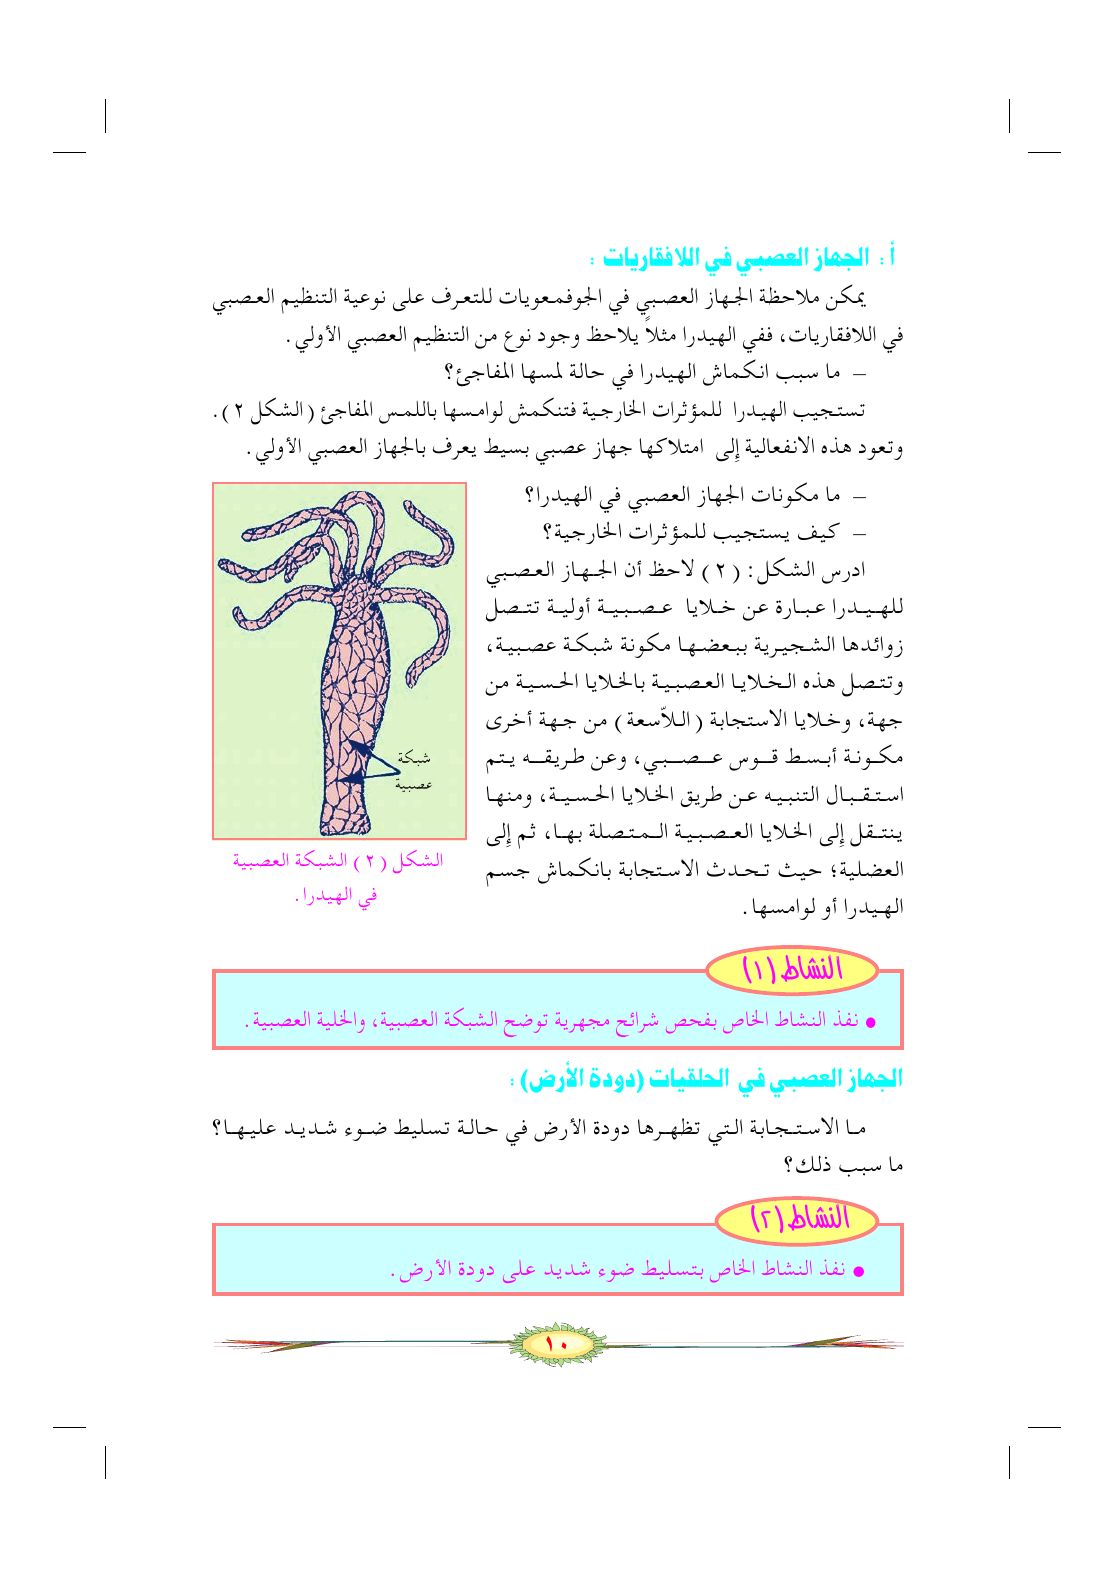 أ : الجهاز العصبي في اللافقاريات :
يمكن ملاحظة الجهاز العصبي في الجوفمعويات للتعرف على نوعية التنظيم العصبي
في اللافقاريات، ففي الهيدرا مثلاً يلاحظ وجود نوع من التنظيم العصبي الأولي .
– ما سبب انكماش الهيدرا في حالة لمسها المفاجئ؟
تستجيب الهيدرا للمؤثرات الخارجية فتنكمش لوامسها باللمس المفاجئ ( الشكل ٢ ) .
وتعود هذه الانفعالية إلى امتلاكها جهاز عصبي بسيط يعرف بالجهاز العصبي الأولي .
– ما مكونات الجهاز العصبي في الهيدرا؟
– كيف يستجيب للمؤثرات الخارجية؟
ادرس الشكل: ( ٢ ) لاحظ أن الجهاز العصبي
للهيدرا عبارة عن خلايا عصبية أولية تتصل
زوائدها الشجيرية ببعضها مكونة شبكة عصبية،
وتتصل هذه الخلايا العصبية بالخلايا الحسية من
جهة، وخلايا الاستجابة ( اللاّسعة ) من جهة أخرى
مكونة أبسط قوس عصبي، وعن طريقه يتم
استقبال التنبيه عن طريق الخلايا الحسية، ومنها
ينتقل إلى الخلايا العصبية المتصلة بها، ثم إلى
العضلية؛ حيث تحدث الاستجابة بانكماش جسم
الهيدرا أو لوامسها .
شبكة
عصبية
الشكل ( ٢ ) الشبكة العصبية
في الهيدرا .
النشاط (١)
● نفذ النشاط الخاص بفحص شرائح مجهرية توضح الشبكة العصبية، والخلية العصبية .
الجهاز العصبي في الحلقيات (دودة الأرض) :
ما الاستجابة التي تظهرها دودة الأرض في حالة تسليط ضوء شديد عليها؟
ما سبب ذلك؟
النشاط (٢)
● نفذ النشاط الخاص بتسليط ضوء شديد على دودة الأرض .
١٠